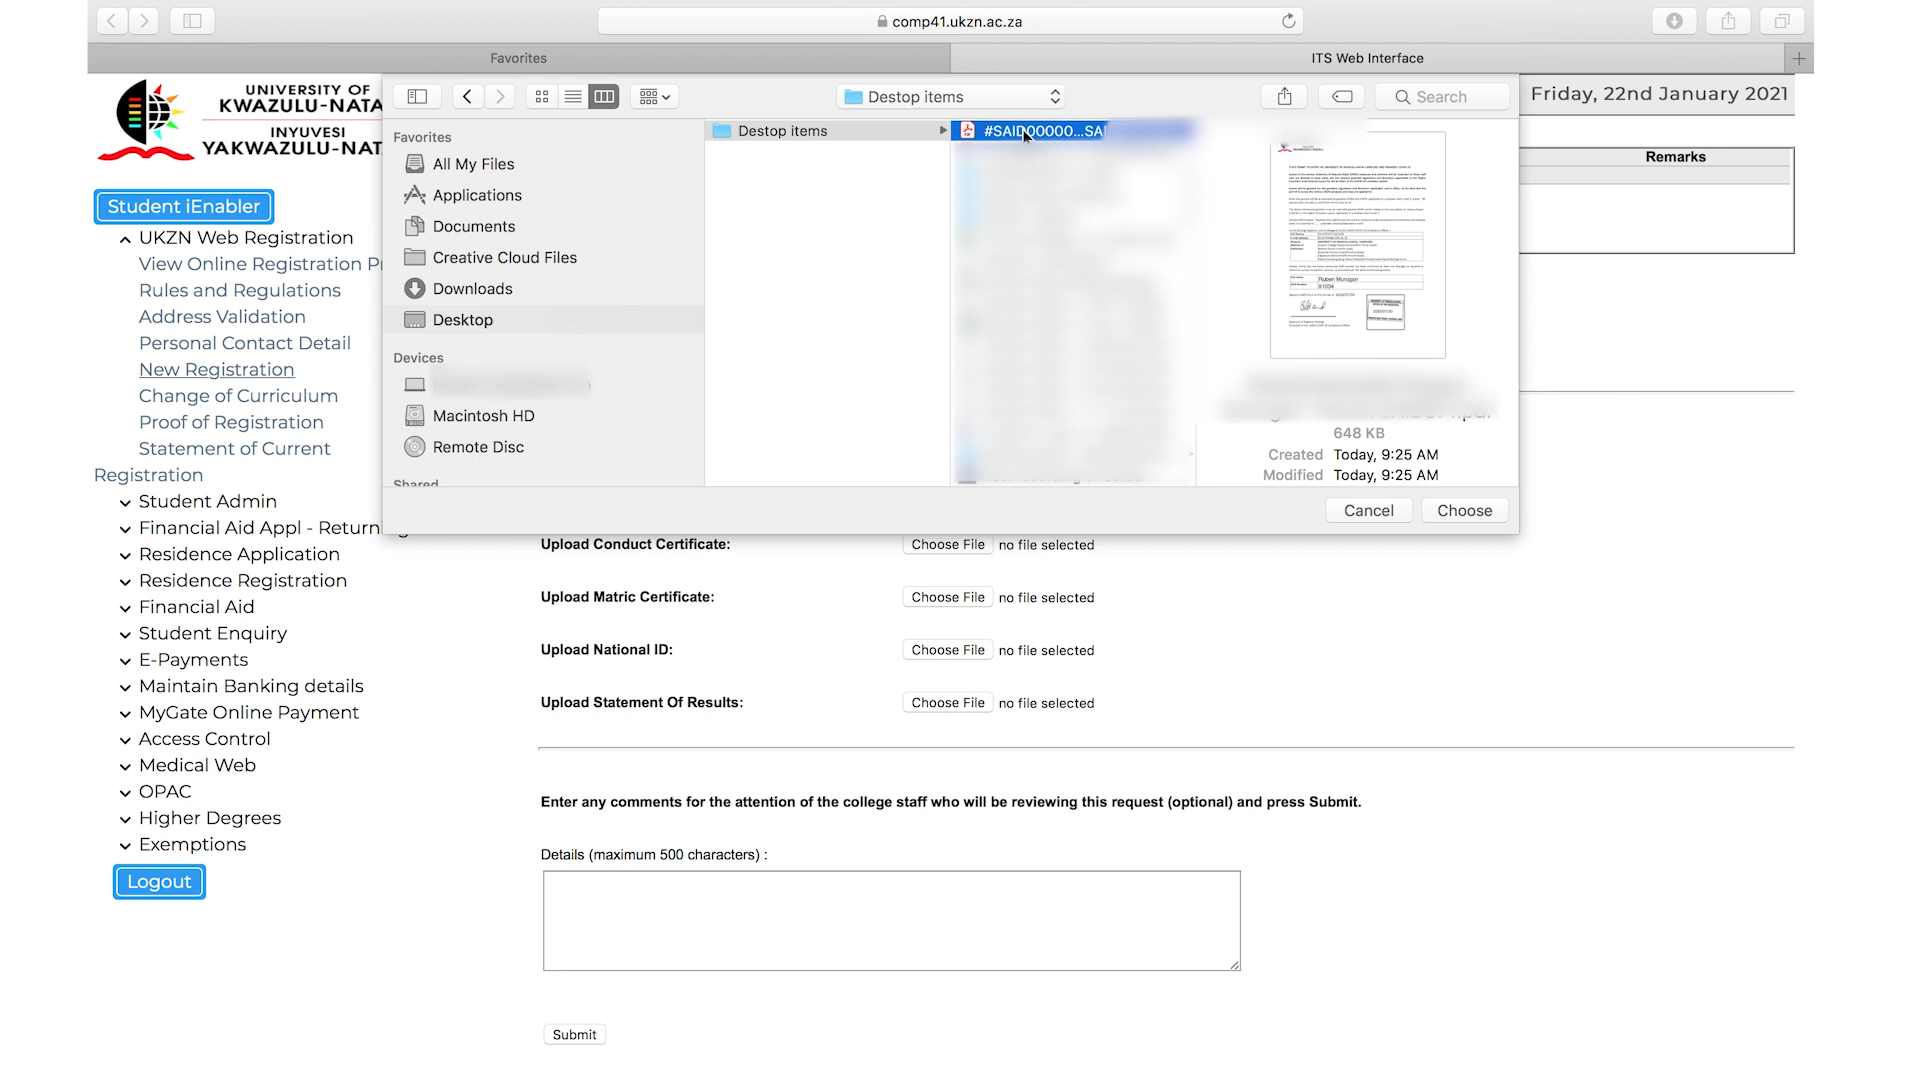 comp41.ukzn.ac.za
Favorites
ITS Web Interface
UNIVERSITY OF
KWAZULU-NATA
INYUVESI
YAKWAZULU-NAT
Destop items
Search
Friday, 22nd January 2021
Favorites
All My Files
Applications
Documents
Creative Cloud Files
Downloads
Desktop
Devices
Macintosh HD
Remote Disc
Shared
Destop items
#SAID00000...SAI
Ruben Murugan
91034
648 KB
Created Today, 9:25 AM
Modified Today, 9:25 AM
Cancel
Choose
Remarks
Student iEnabler
UKZN Web Registration
View Online Registration Pr
Rules and Regulations
Address Validation
Personal Contact Detail
New Registration
Change of Curriculum
Proof of Registration
Statement of Current
Registration
Student Admin
Financial Aid Appl - Returning
Residence Application
Residence Registration
Financial Aid
Student Enquiry
E-Payments
Maintain Banking details
MyGate Online Payment
Access Control
Medical Web
OPAC
Higher Degrees
Exemptions
Logout
Upload Conduct Certificate: Choose File no file selected
Upload Matric Certificate: Choose File no file selected
Upload National ID: Choose File no file selected
Upload Statement Of Results: Choose File no file selected
Enter any comments for the attention of the college staff who will be reviewing this request (optional) and press Submit.
Details (maximum 500 characters) :
Submit